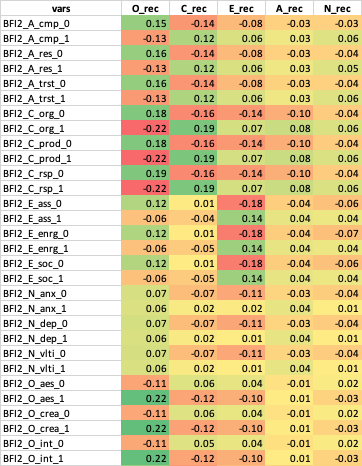 vars O_rec C_rec E_rec A_rec N_rec
BFI2_A_cmp_0 0.15 -0.14 -0.08 -0.03 -0.03
BFI2_A_cmp_1 -0.13 0.12 0.06 0.03 0.06
BFI2_A_res_0 0.16 -0.14 -0.08 -0.03 -0.04
BFI2_A_res_1 -0.13 0.12 0.06 0.03 0.05
BFI2_A_trst_0 0.16 -0.14 -0.08 -0.03 -0.04
BFI2_A_trst_1 -0.13 0.12 0.06 0.03 0.06
BFI2_C_org_0 0.18 -0.16 -0.14 -0.10 -0.04
BFI2_C_org_1 -0.22 0.19 0.07 0.08 0.06
BFI2_C_prod_0 0.18 -0.16 -0.14 -0.10 -0.04
BFI2_C_prod_1 -0.22 0.19 0.07 0.08 0.06
BFI2_C_rsp_0 0.19 -0.16 -0.14 -0.10 -0.04
BFI2_C_rsp_1 -0.22 0.19 0.07 0.08 0.06
BFI2_E_ass_0 0.12 0.01 -0.18 -0.04 -0.06
BFI2_E_ass_1 -0.06 -0.04 0.14 0.04 0.04
BFI2_E_enrg_0 0.12 0.01 -0.18 -0.04 -0.07
BFI2_E_enrg_1 -0.06 -0.05 0.14 0.04 0.04
BFI2_E_soc_0 0.12 0.01 -0.18 -0.04 -0.06
BFI2_E_soc_1 -0.06 -0.05 0.14 0.04 0.04
BFI2_N_anx_0 0.07 -0.07 -0.11 -0.03 -0.04
BFI2_N_anx_1 0.06 0.02 0.02 0.04 0.01
BFI2_N_dep_0 0.07 -0.07 -0.11 -0.03 -0.04
BFI2_N_dep_1 0.06 0.02 0.01 0.04 0.01
BFI2_N_vlti_0 0.07 -0.07 -0.11 -0.03 -0.04
BFI2_N_vlti_1 0.06 0.02 0.01 0.04 0.01
BFI2_O_aes_0 -0.11 0.06 0.04 -0.01 0.02
BFI2_O_aes_1 0.22 -0.12 -0.10 0.01 -0.03
BFI2_O_crea_0 -0.11 0.06 0.04 -0.01 0.02
BFI2_O_crea_1 0.22 -0.12 -0.10 0.01 -0.03
BFI2_O_int_0 -0.11 0.05 0.04 -0.01 0.02
BFI2_O_int_1 0.22 -0.12 -0.10 0.01 -0.03